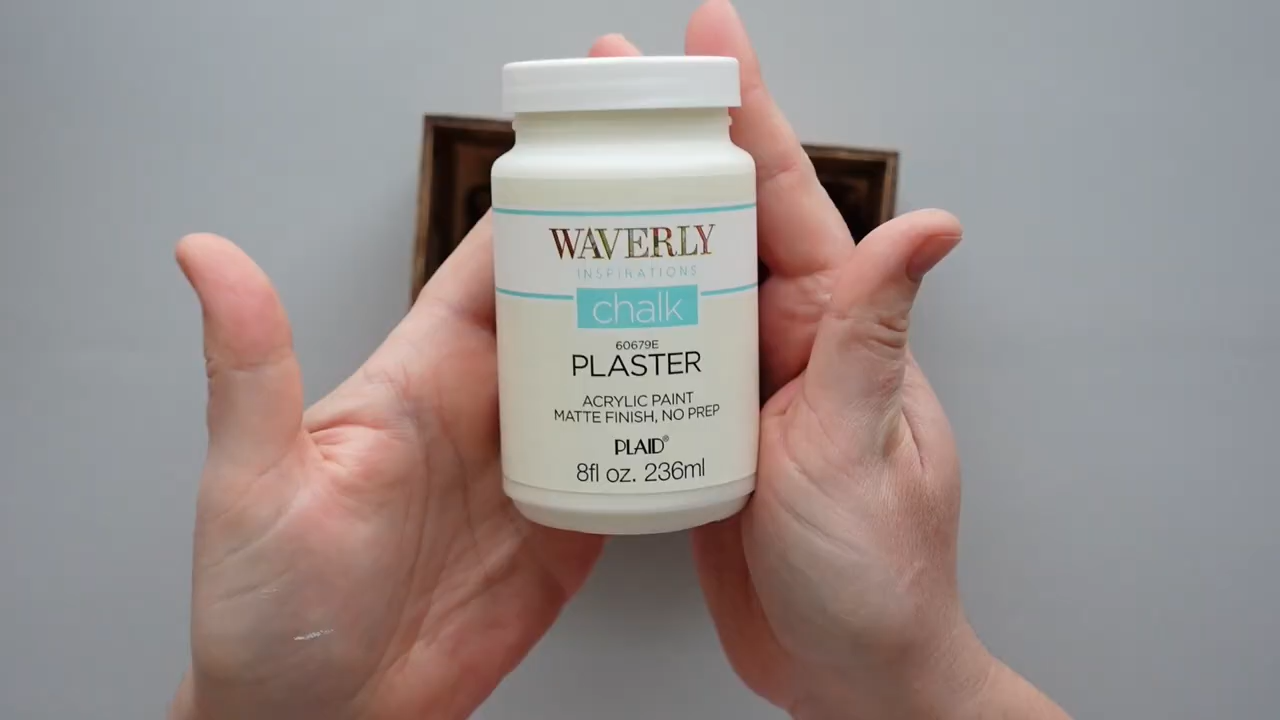 WAVERLY
INSPIRATIONS
chalk
60679E
PLASTER
ACRYLIC PAINT
MATTE FINISH, NO PREP
PLAID®
8fl oz. 236ml